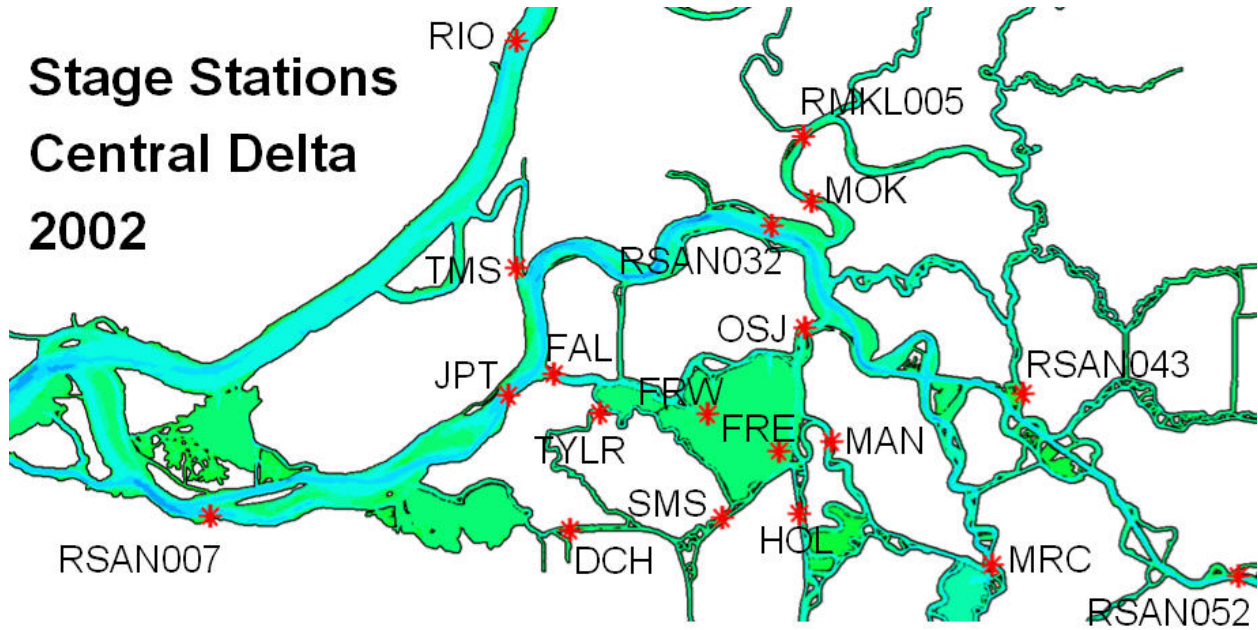 Stage Stations
Central Delta
2002
RIO
RMKL005
MOK
RSAN032
TMS
OSJ
FAL
JPT
RSAN043
FRW
FRE
MAN
TYLR
SMS
HOL
DCH
RSAN007
MRC
RSAN052